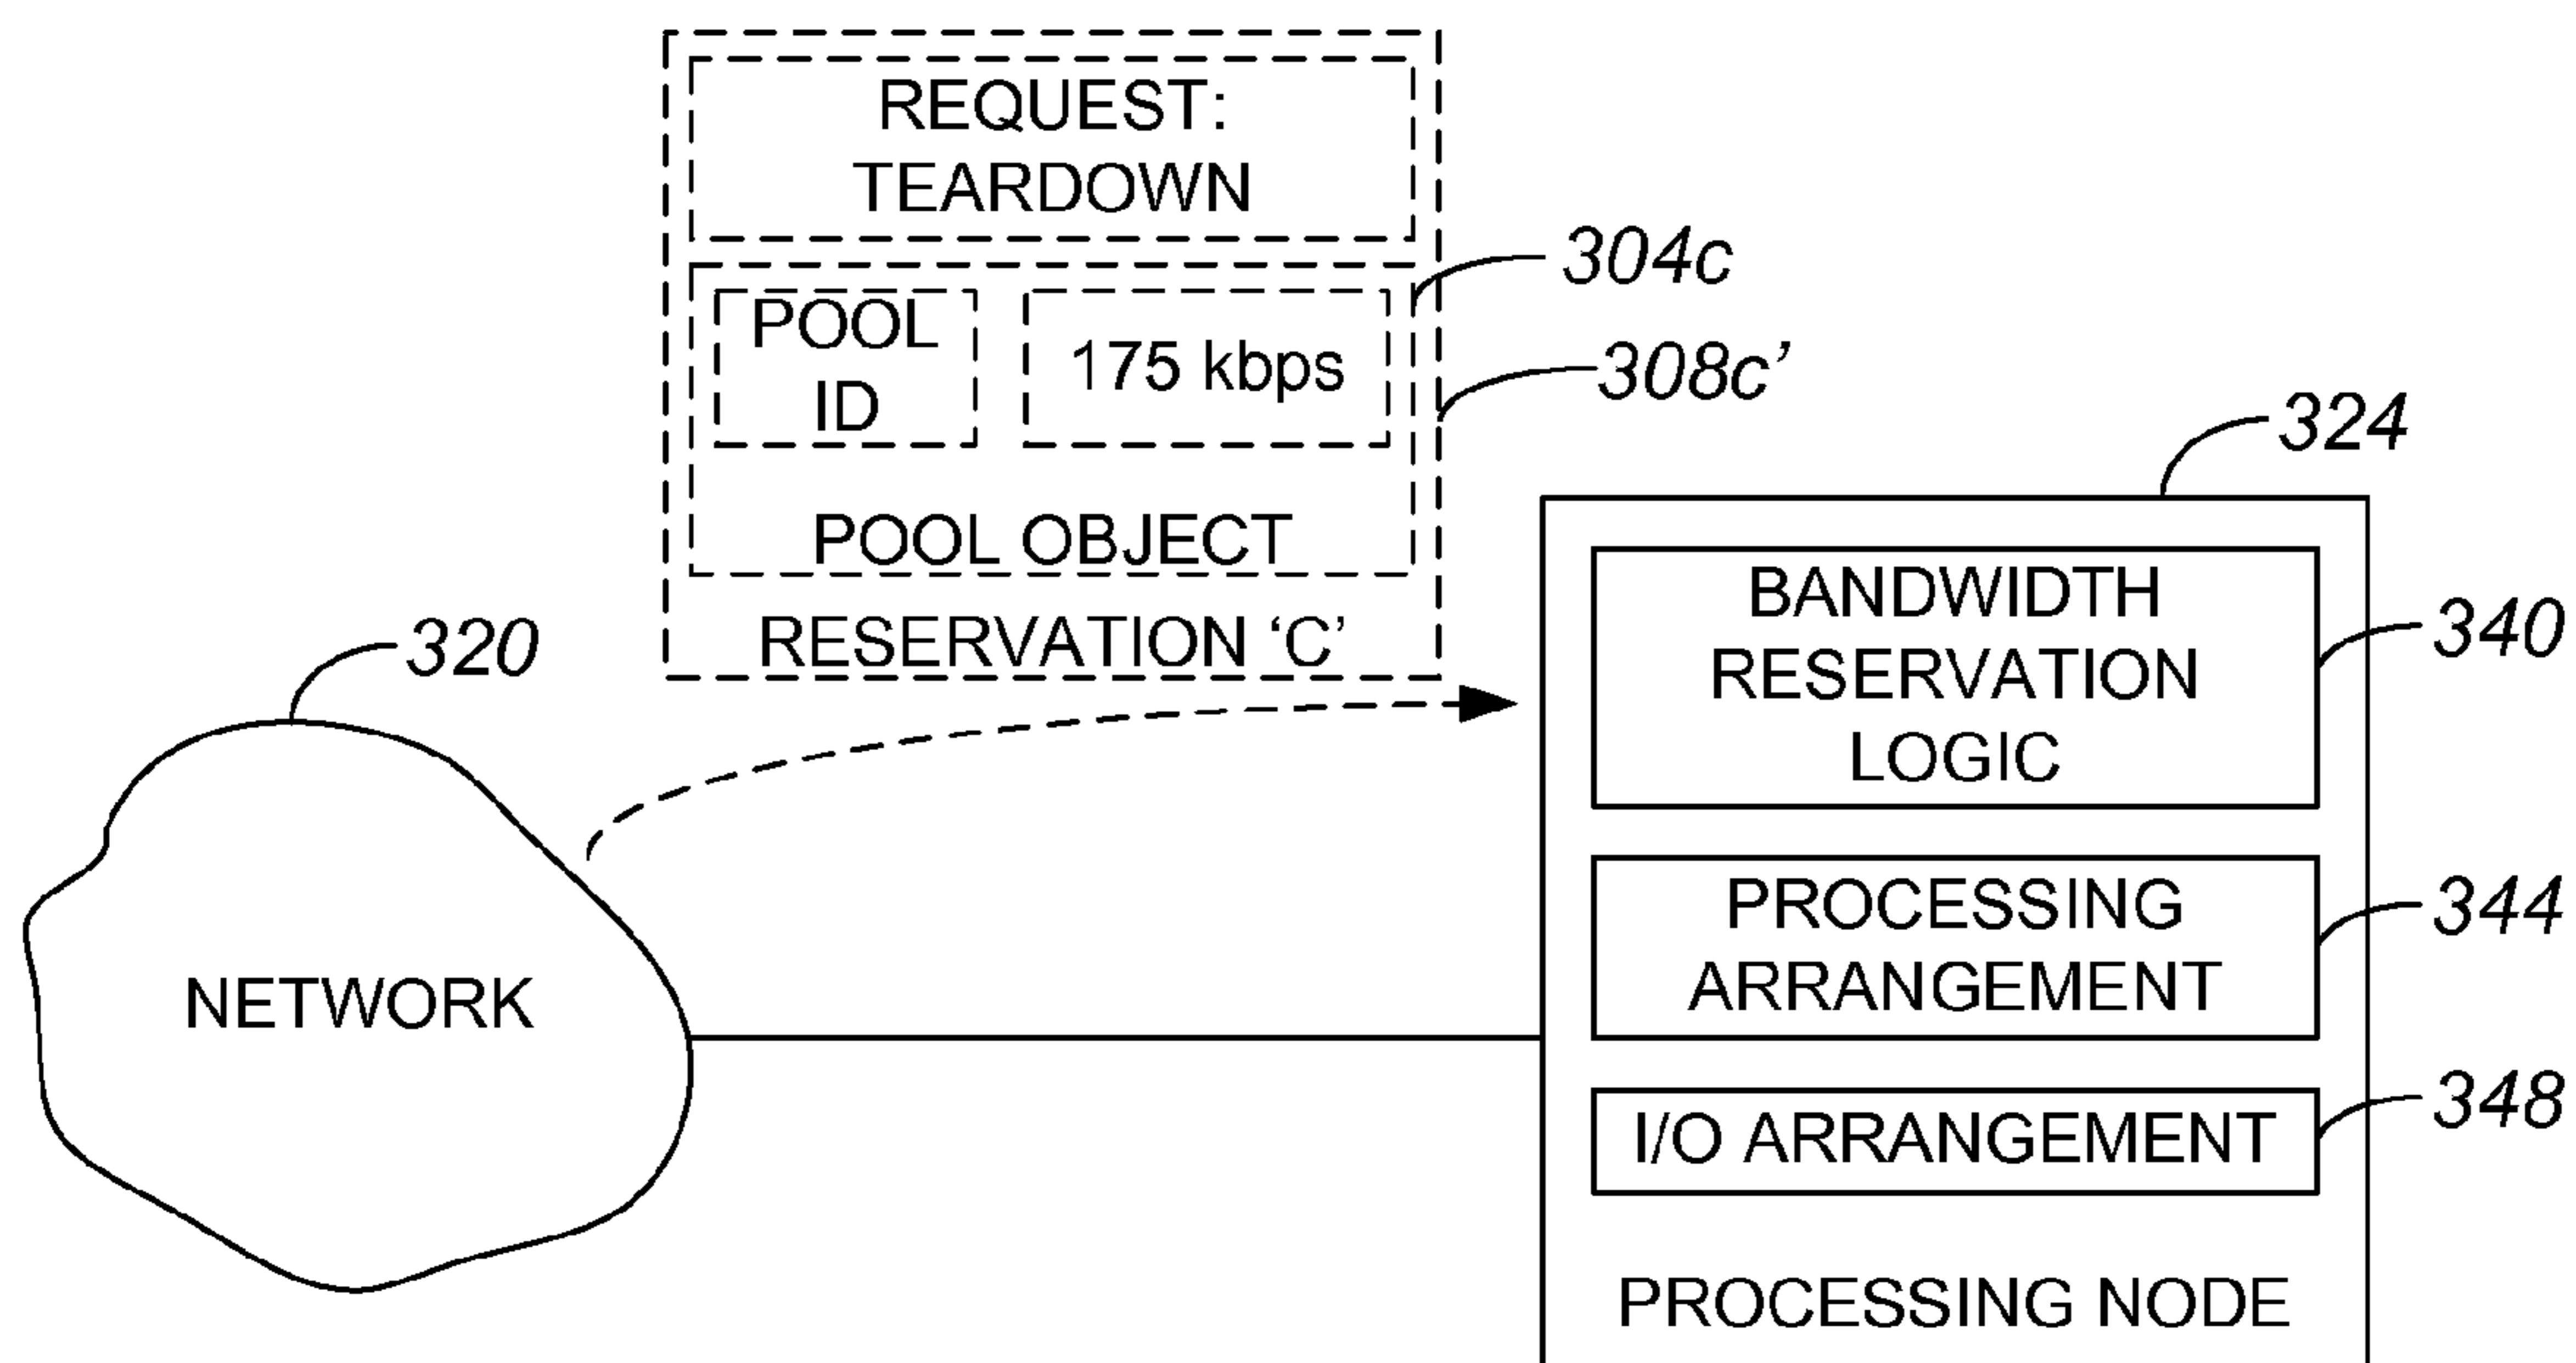 REQUEST:
TEARDOWN
304c
POOL
ID
175 kbps
308c’
324
POOL OBJECT
BANDWIDTH
RESERVATION
LOGIC
340
RESERVATION ‘C’
320
PROCESSING
ARRANGEMENT
344
NETWORK
I/O ARRANGEMENT
348
PROCESSING NODE